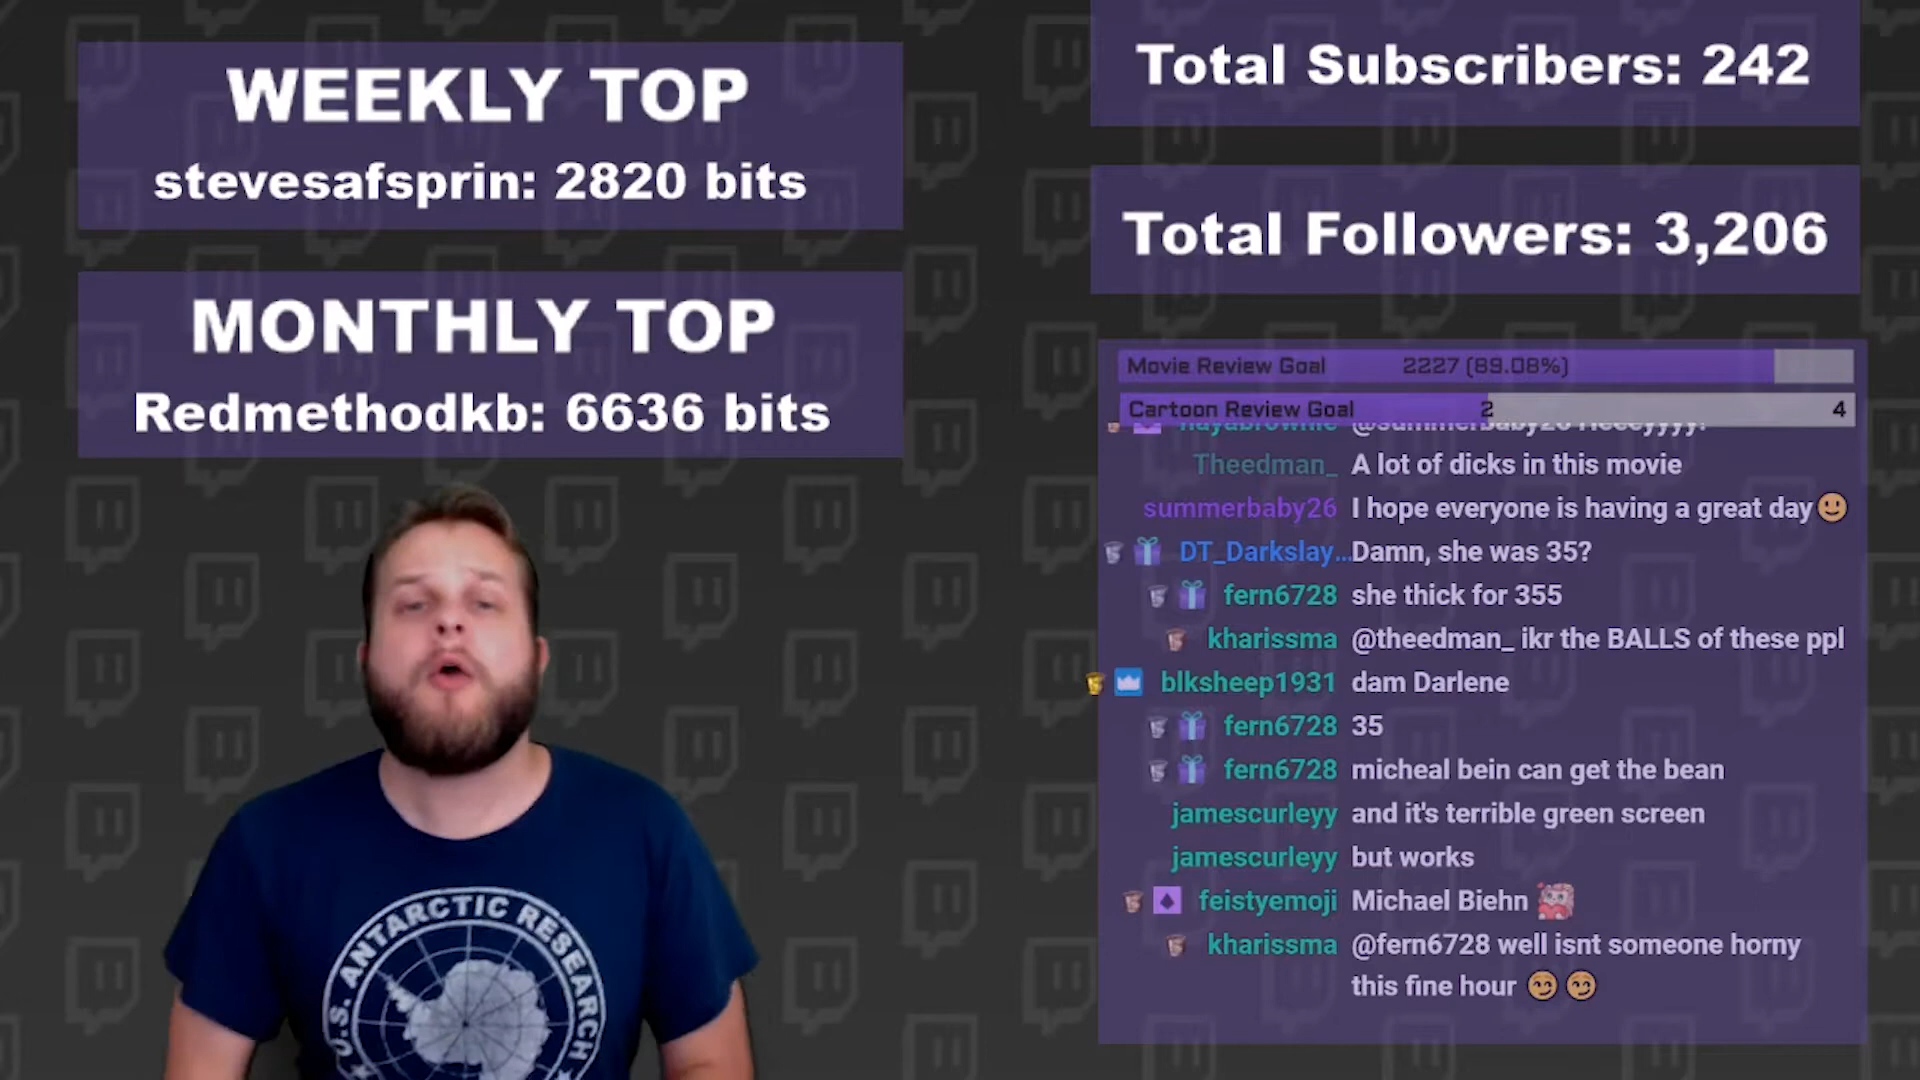 WEEKLY TOP
stevesafsprin: 2820 bits
MONTHLY TOP
Redmethodkb: 6636 bits
U.S. ANTARCTIC RESEARCH
Total Subscribers: 242
Total Followers: 3,206
Movie Review Goal 2227 (89.08%)
Cartoon Review Goal 2 4
Theedman_ A lot of dicks in this movie
summerbaby26 I hope everyone is having a great day
DT_Darkslay... Damn, she was 35?
fern6728 she thick for 355
kharissma @theedman_ ikr the BALLS of these ppl
blksheep1931 dam Darlene
fern6728 35
fern6728 micheal bein can get the bean
jamescurleyy and it's terrible green screen
jamescurleyy but works
feistyemoji Michael Biehn
kharissma @fern6728 well isnt someone horny
this fine hour